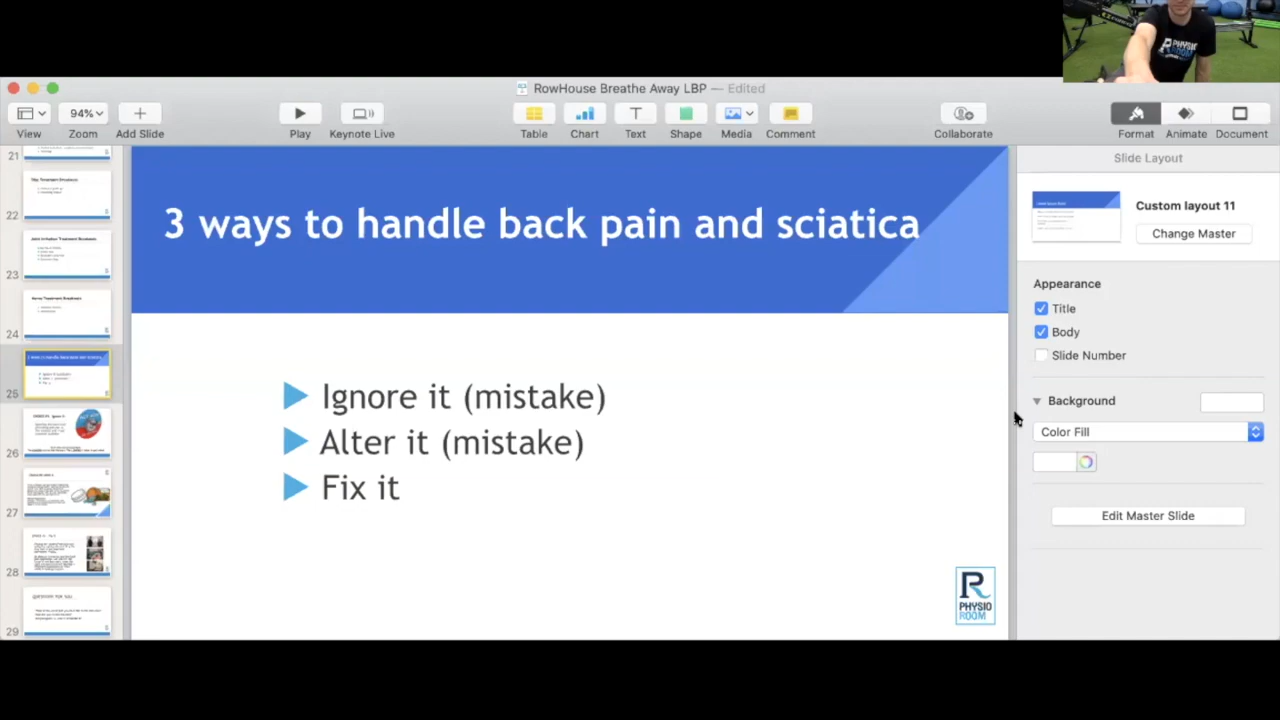 PHYSIO
ROOM
RowHouse Breathe Away LBP — Edited
94%
View
Zoom
Add Slide
Play
Keynote Live
Table
Chart
Text
Shape
Media
Comment
Collaborate
Format
Animate
Document
21
22
23
24
25
26
27
28
29
3 ways to handle back pain and sciatica
Ignore it (mistake)
Alter it (mistake)
Fix it
R
PHYSIO
ROOM
Slide Layout
Custom layout 11
Change Master
Appearance
Title
Body
Slide Number
Background
Color Fill
Edit Master Slide